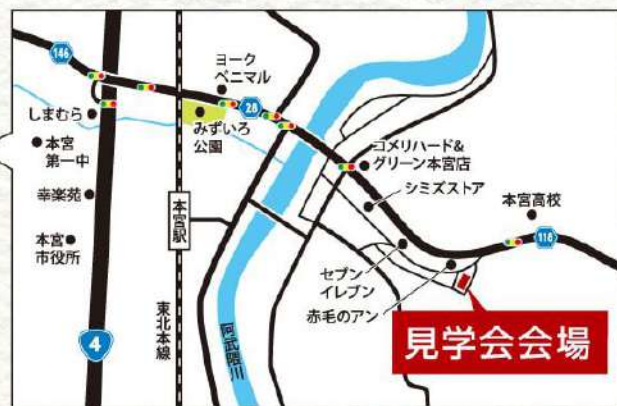 146
ヨーク
ベニマル
28
しまむら
みずいろ
公園
本宮
第一中
コメリハード&
グリーン本宮店
シミズストア
幸楽苑
本宮高校
本宮駅
本宮
市役所
118
セブン
イレブン
赤毛のアン
東北本線
阿武隈川
4
見学会会場